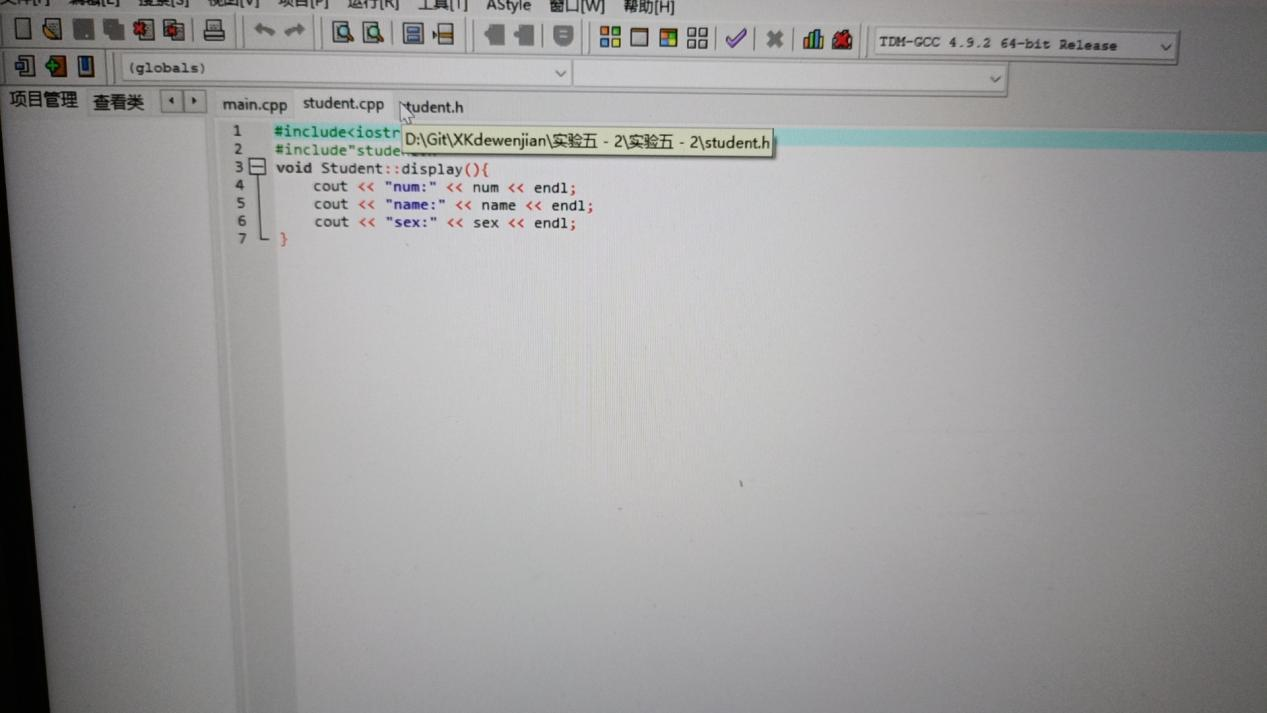 AStyle 窗口[W] 帮助[H]
TDM-GCC 4.9.2 64-bit Release
(globals)
项目管理 查看类 main.cpp student.cpp tudent.h
1 #include<iostr
D:\Git\XKdewenjian\实验五 - 2\实验五 - 2\student.h
2 #include"stude
3 void Student::display(){
4 cout << "num:" << num << endl;
5 cout << "name:" << name << endl;
6 cout << "sex:" << sex << endl;
7 }